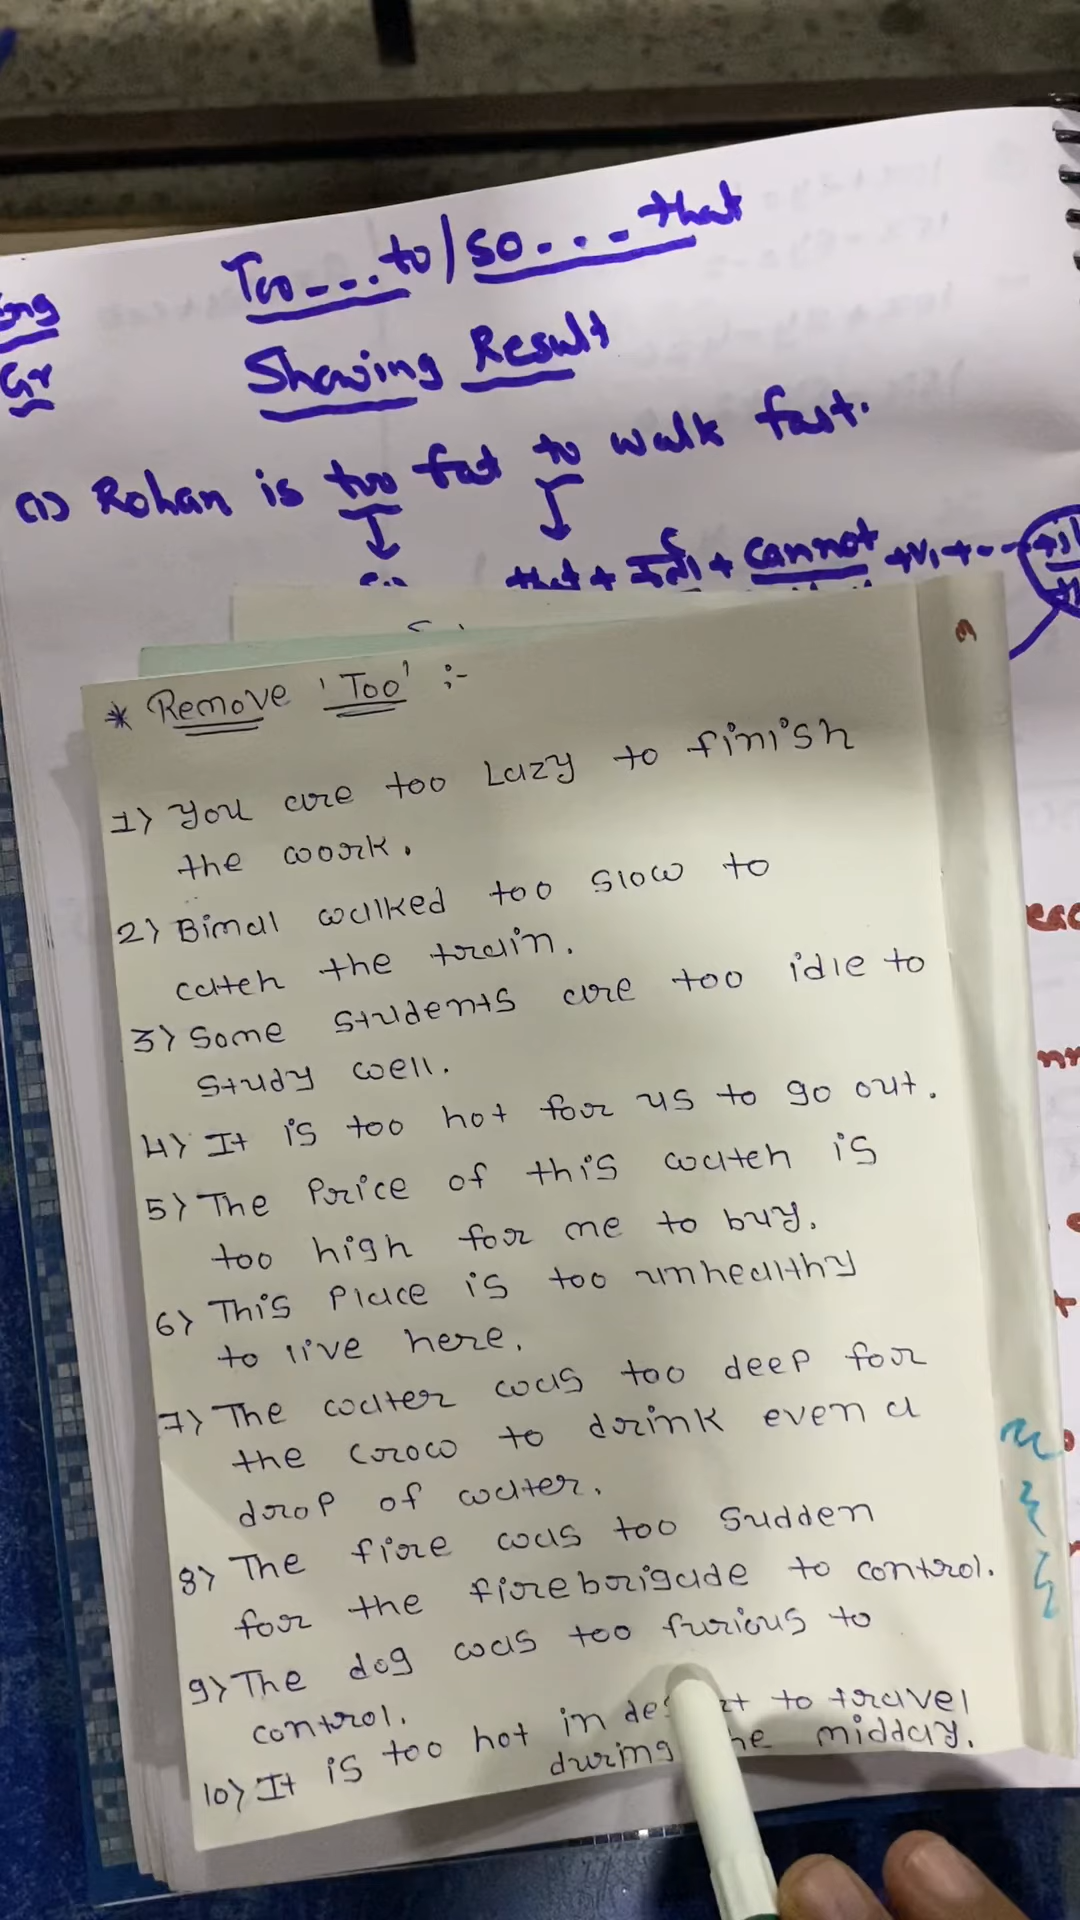 Too...to/so...that
Eng
Gr
Showing Result
(1) Rohan is too fat to walk fast.
that + कर्ता + cannot + V1 + ...
* Remove 'Too' :-
1) You are too Lazy to finish
the work.
2) Bimal walked too slow to
catch the train.
3) Some students are too idle to
study well.
4) It is too hot for us to go out.
5) The Price of this watch is
too high for me to buy.
6) This Place is too unhealthy
to live here.
7) The water was too deep for
the crow to drink even a
drop of water.
8) The fire was too sudden
for the firebrigade to control.
9) The dog was too furious to
control.
10) It is too hot in to travel
during midday.